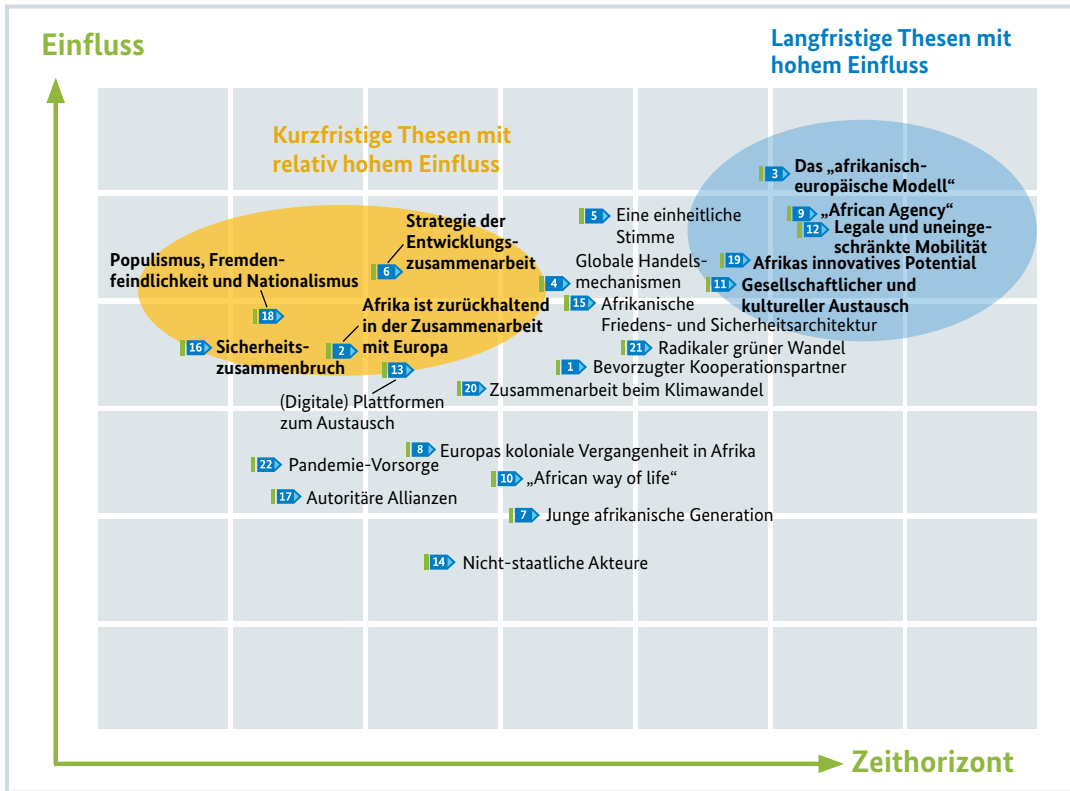 Einfluss
Langfristige Thesen mit
hohem Einfluss
Kurzfristige Thesen mit
relativ hohem Einfluss
3 Das „afrikanisch-
europäische Modell“
9 „African Agency“
12 Legale und uneinge-
schränkte Mobilität
5 Eine einheitliche
Stimme
Strategie der
Entwicklungs-
zusammenarbeit
6
19 Afrikas innovatives Potential
4 Globale Handels-
mechanismen
11 Gesellschaftlicher und
kultureller Austausch
Populismus, Fremden-
feindlichkeit und Nationalismus
18
15 Afrikanische
Friedens- und Sicherheitsarchitektur
2 Afrika ist zurückhaltend
in der Zusammenarbeit
mit Europa
16 Sicherheits-
zusammenbruch
21 Radikaler grüner Wandel
1 Bevorzugter Kooperationspartner
13
(Digitale) Plattformen
zum Austausch
20 Zusammenarbeit beim Klimawandel
8 Europas koloniale Vergangenheit in Afrika
22 Pandemie-Vorsorge
10 „African way of life“
17 Autoritäre Allianzen
7 Junge afrikanische Generation
14 Nicht-staatliche Akteure
Zeithorizont